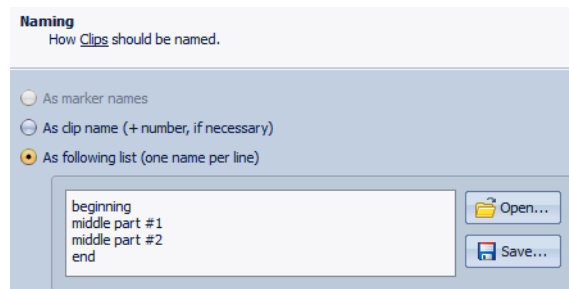 Naming
How Clips should be named.
As marker names
As clip name (+ number, if necessary)
As following list (one name per line)
beginning
middle part #1
middle part #2
end
Open...
Save...